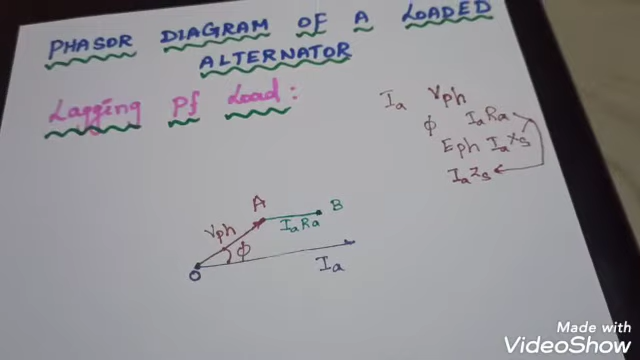 PHASOR DIAGRAM OF A LOADED
ALTERNATOR
Lagging Pf Load:
Ia Vph
φ IaRa
Eph IaXs
IaZs
A
B
Vph
IaRa
φ
O
Ia
Made with
VideoShow